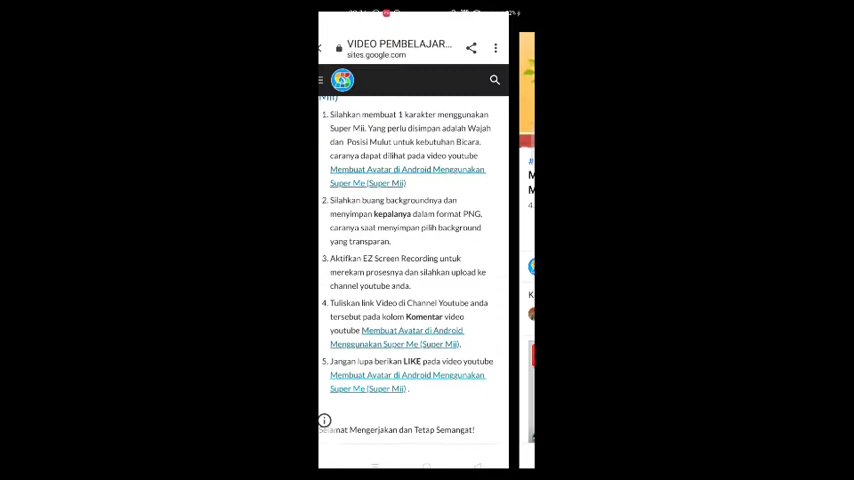 VIDEO PEMBELAJAR...
sites.google.com
Mii)
1. Silahkan membuat 1 karakter menggunakan
Super Mii. Yang perlu disimpan adalah Wajah
dan Posisi Mulut untuk kebutuhan Bicara.
caranya dapat dilihat pada video youtube
Membuat Avatar di Android Menggunakan
Super Me (Super Mii)
2. Silahkan buang backgroundnya dan
menyimpan kepalanya dalam format PNG,
caranya saat menyimpan pilih background
yang transparan.
3. Aktifkan EZ Screen Recording untuk
merekam prosesnya dan silahkan upload ke
channel youtube anda.
4. Tuliskan link Video di Channel Youtube anda
tersebut pada kolom Komentar video
youtube Membuat Avatar di Android
Menggunakan Super Me (Super Mii).
5. Jangan lupa berikan LIKE pada video youtube
Membuat Avatar di Android Menggunakan
Super Me (Super Mii) .
Selamat Mengerjakan dan Tetap Semangat!